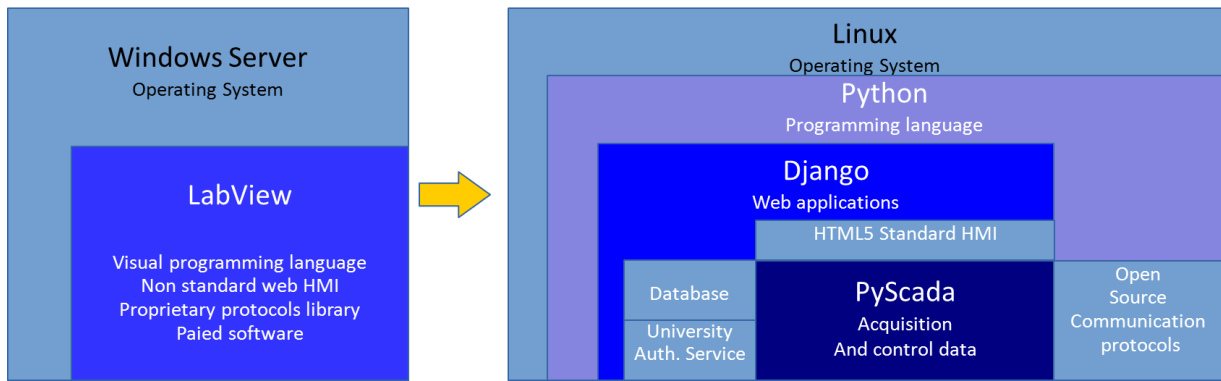 Windows Server
Operating System
LabView
Visual programming language
Non standard web HMI
Proprietary protocols library
Paied software
Linux
Operating System
Python
Programming language
Django
Web applications
HTML5 Standard HMI
Database
University
Auth. Service
PyScada
Acquisition
And control data
Open
Source
Communication
protocols